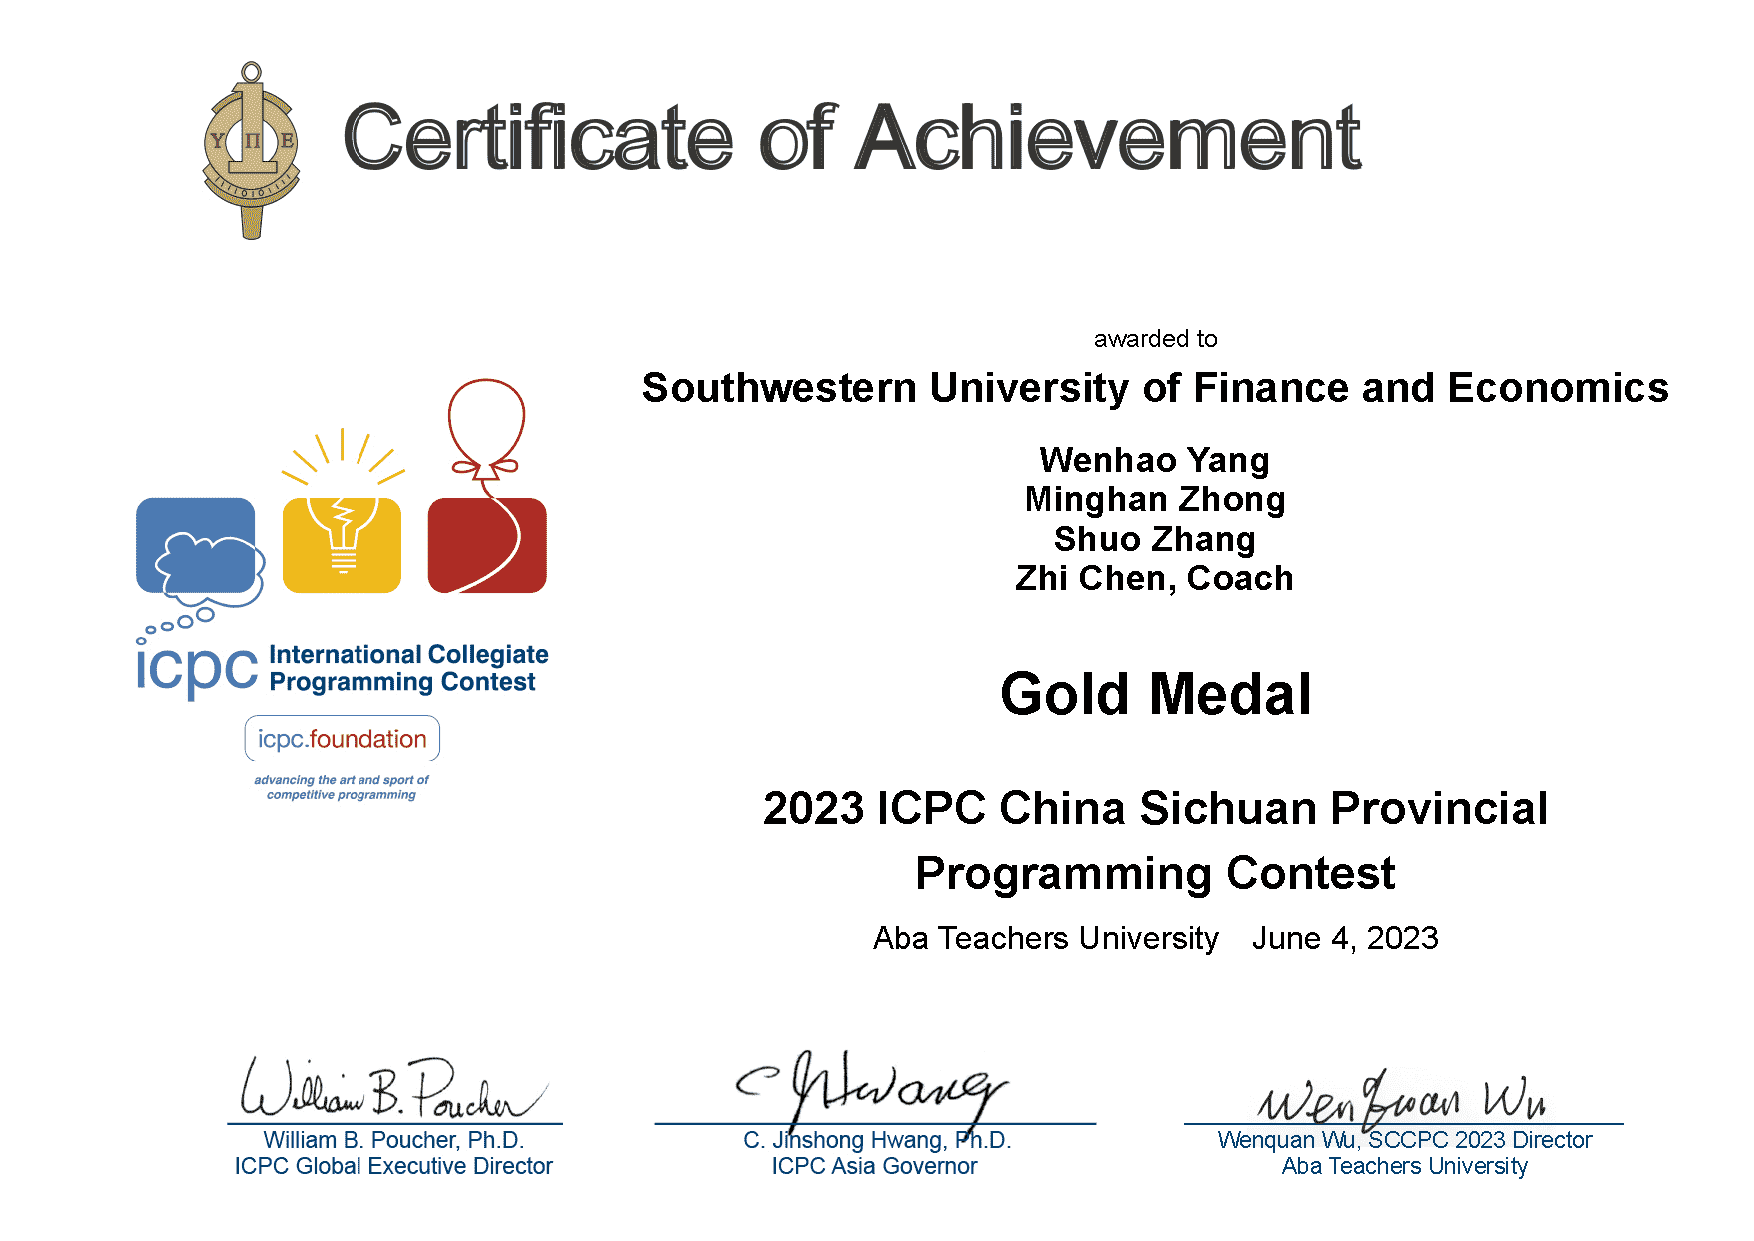 Υ Π Ε
11110101111
Certificate of Achievement
awarded to
Southwestern University of Finance and Economics
Wenhao Yang
Minghan Zhong
Shuo Zhang
Zhi Chen, Coach
Gold Medal
2023 ICPC China Sichuan Provincial
Programming Contest
Aba Teachers University June 4, 2023
icpc International Collegiate
Programming Contest
icpc.foundation
advancing the art and sport of
competitive programming
William B. Poucher
William B. Poucher, Ph.D.
ICPC Global Executive Director
C J Hwang
C. Jinshong Hwang, Ph.D.
ICPC Asia Governor
Wenquan Wu
Wenquan Wu, SCCPC 2023 Director
Aba Teachers University